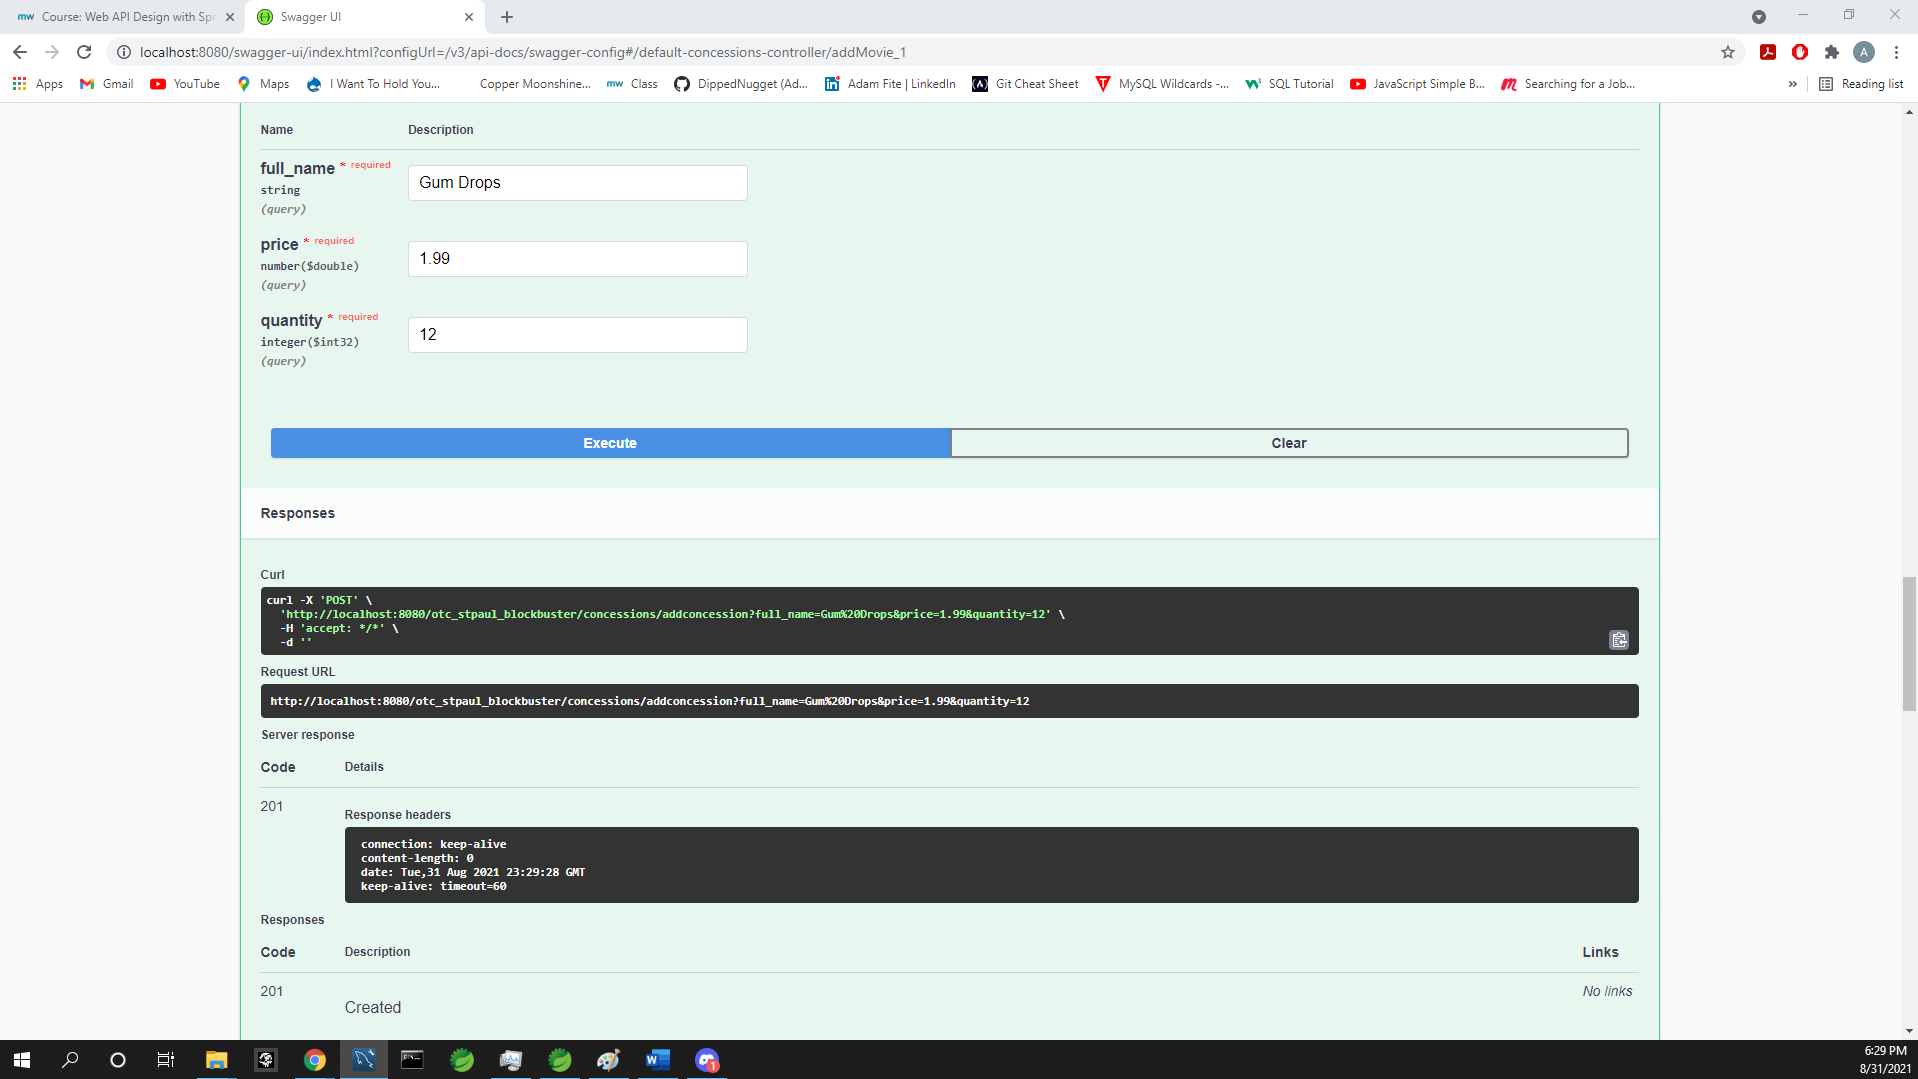 mw Course: Web API Design with Spr
Swagger UI
localhost:8080/swagger-ui/index.html?configUrl=/v3/api-docs/swagger-config#/default-concessions-controller/addMovie_1
A
Apps Gmail YouTube Maps I Want To Hold You... Copper Moonshine... mw Class DippedNugget (Ad... Adam Fite | LinkedIn Git Cheat Sheet MySQL Wildcards -... SQL Tutorial JavaScript Simple B... Searching for a Job... » Reading list
Name Description
full_name * required
string
(query)
Gum Drops
price * required
number($double)
(query)
1.99
quantity * required
integer($int32)
(query)
12
Execute Clear
Responses
Curl
curl -X 'POST' \
'http://localhost:8080/otc_stpaul_blockbuster/concessions/addconcession?full_name=Gum%20Drops&price=1.99&quantity=12' \
-H 'accept: */*' \
-d ''
Request URL
http://localhost:8080/otc_stpaul_blockbuster/concessions/addconcession?full_name=Gum%20Drops&price=1.99&quantity=12
Server response
Code Details
201
Response headers
connection: keep-alive
content-length: 0
date: Tue,31 Aug 2021 23:29:28 GMT
keep-alive: timeout=60
Responses
Code Description Links
201
Created
No links
6:29 PM
8/31/2021